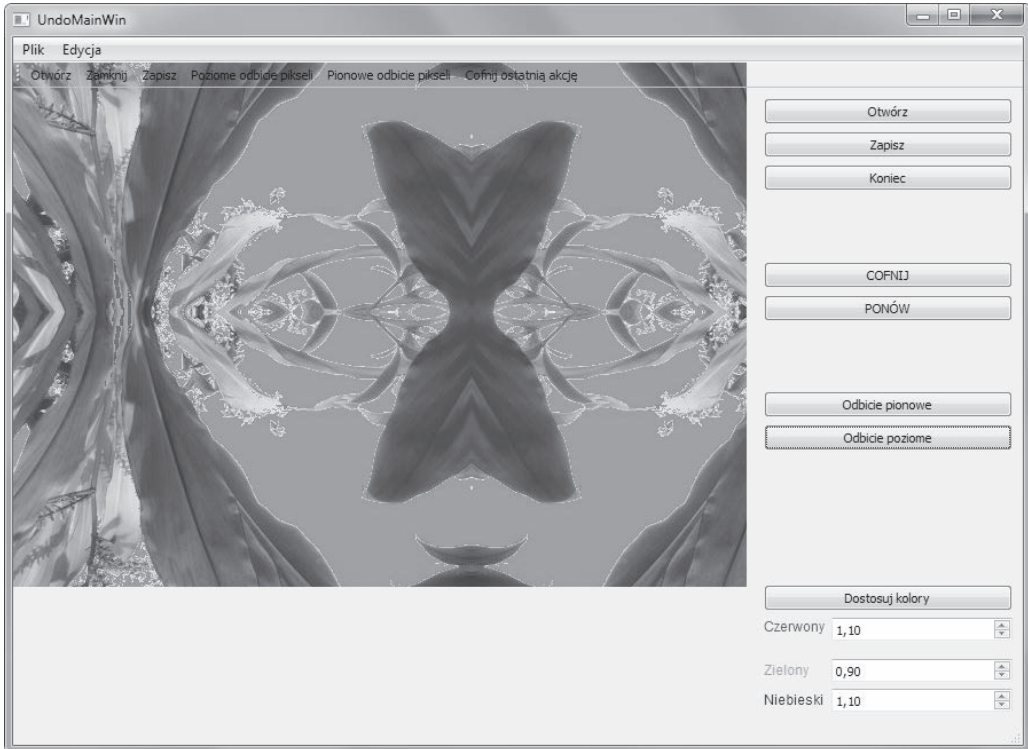 UndoMainWin
Plik Edycja
Otwórz Zamknij Zapisz Poziome odbicie pikseli Pionowe odbicie pikseli Cofnij ostatnią akcję
Otwórz
Zapisz
Koniec
COFNIJ
PONÓW
Odbicie pionowe
Odbicie poziome
Dostosuj kolory
Czerwony 1,10
Zielony 0,90
Niebieski 1,10